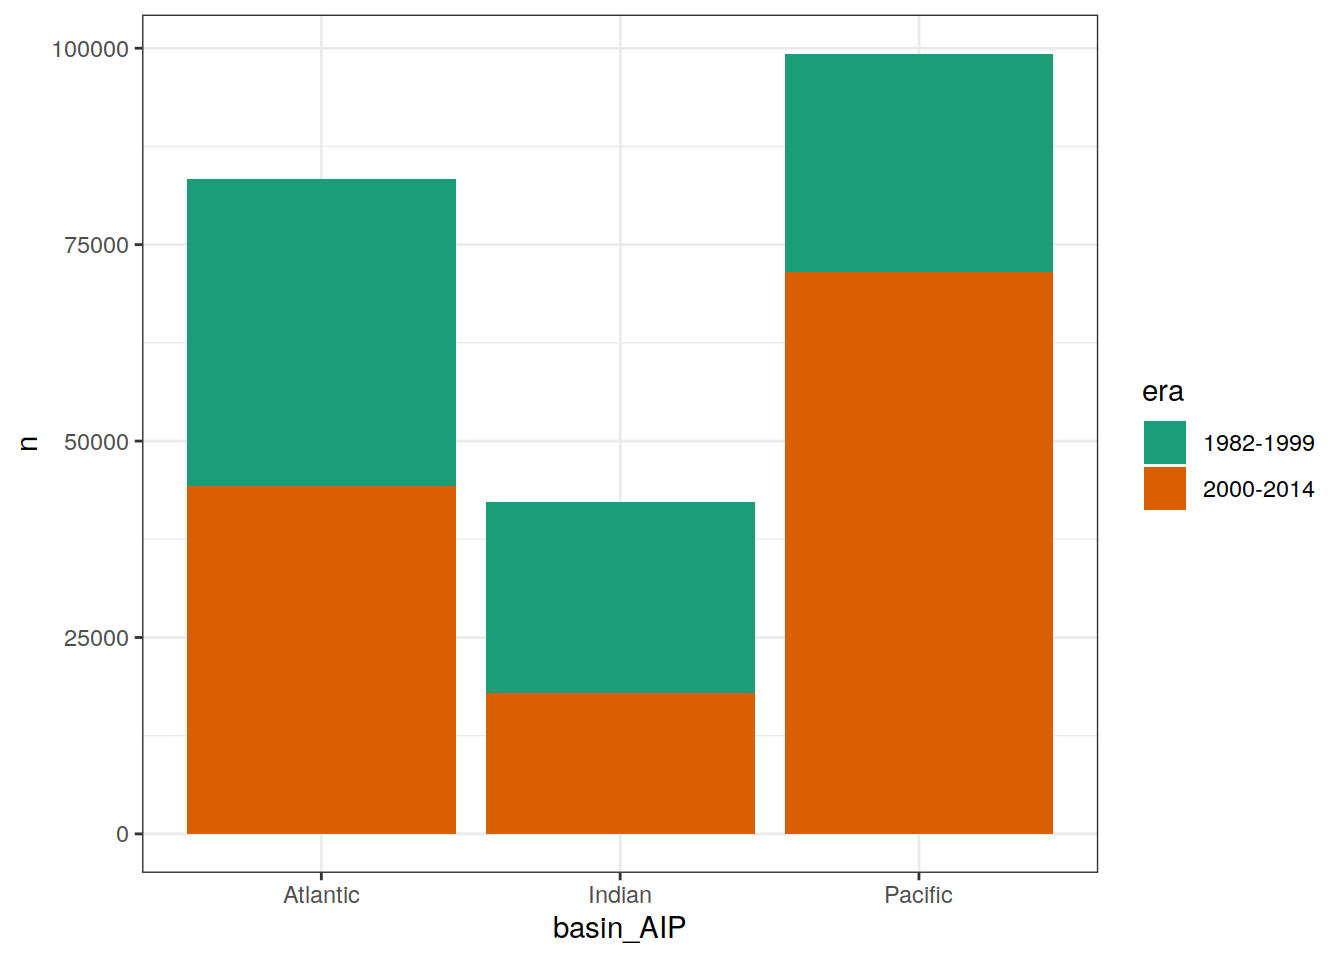 100000
75000
50000
25000
0
n
Atlantic
Indian
Pacific
basin_AIP
era
1982-1999
2000-2014